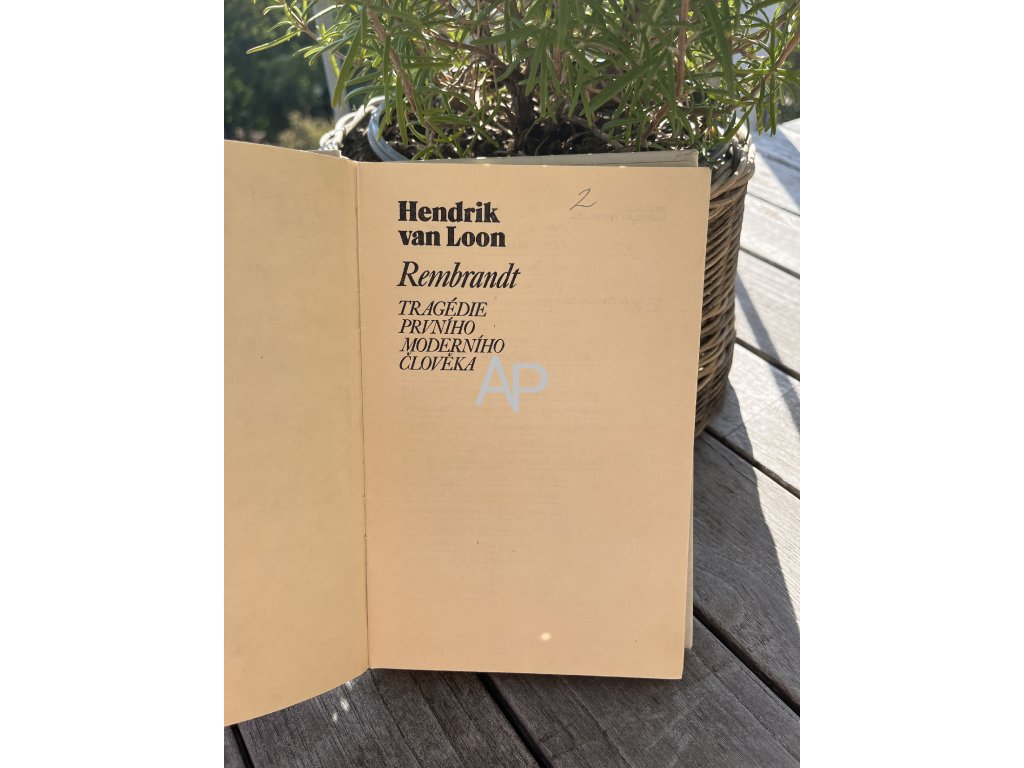 2
Hendrik
van Loon
Rembrandt
TRAGÉDIE
PRVNÍHO
MODERNÍHO
ČLOVĚKA
AP